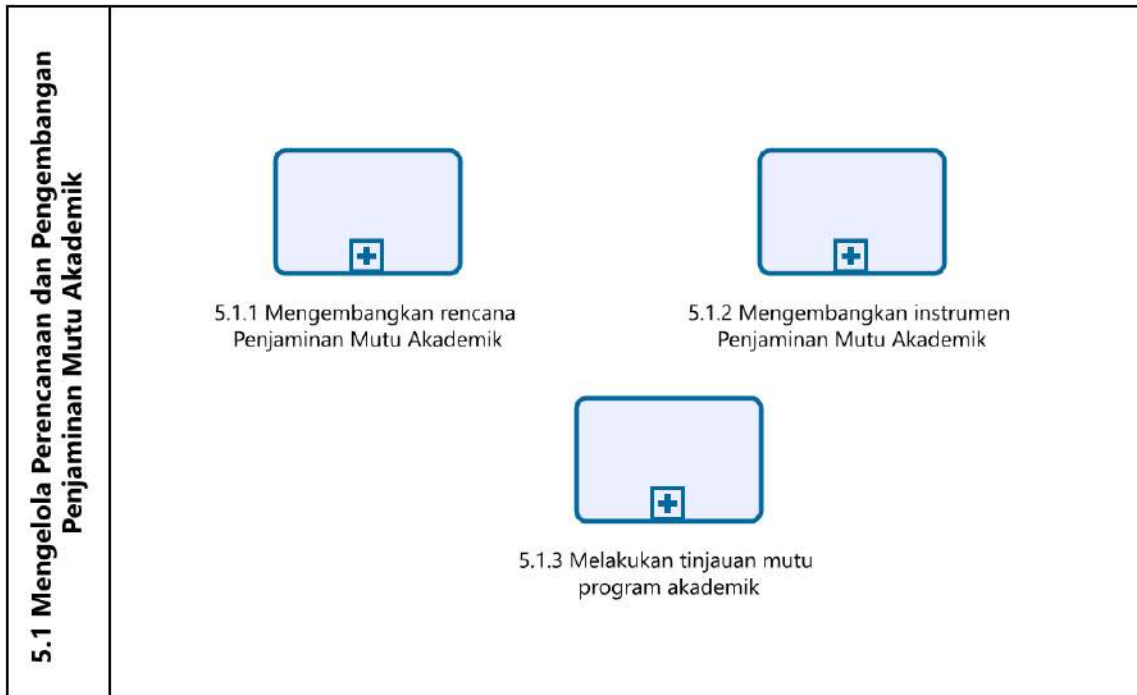 5.1 Mengelola Perencanaan dan Pengembangan
Penjaminan Mutu Akademik
5.1.1 Mengembangkan rencana
Penjaminan Mutu Akademik
5.1.2 Mengembangkan instrumen
Penjaminan Mutu Akademik
5.1.3 Melakukan tinjauan mutu
program akademik